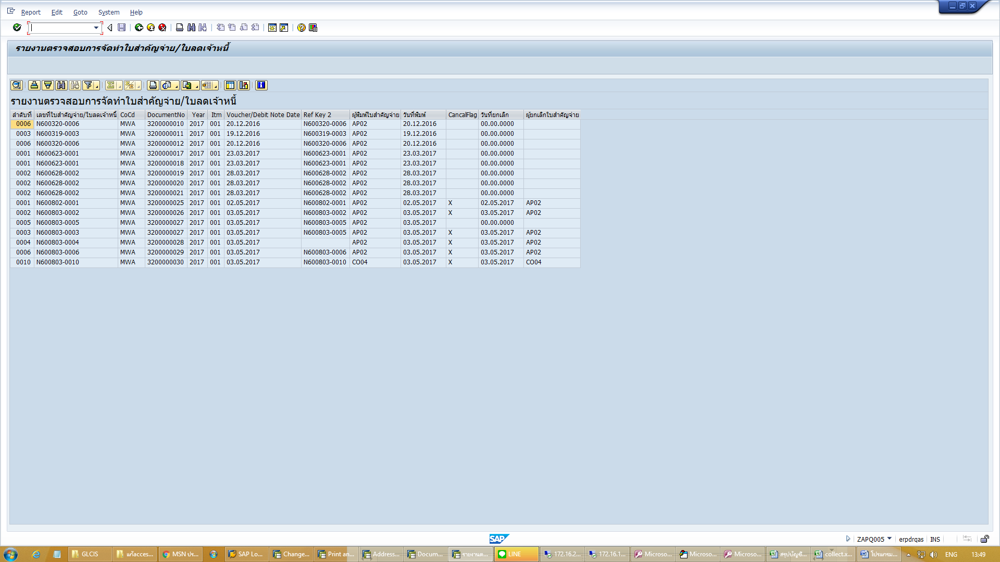 Report Edit Goto System Help
รายงานตรวจสอบการจัดทำใบสำคัญจ่าย/ใบลดเจ้าหนี้
รายงานตรวจสอบการจัดทำใบสำคัญจ่าย/ใบลดเจ้าหนี้
ลำดับที่ เลขที่ใบสำคัญจ่าย/ใบลดเจ้าหนี้ CoCd DocumentNo Year Itm Voucher/Debit Note Date Ref Key 2 ผู้พิมพ์ใบสำคัญจ่าย วันที่พิมพ์ CancalFlag วันที่ยกเลิก ผู้ยกเลิกใบสำคัญจ่าย
0006 N600320-0006 MWA 3200000010 2017 001 20.12.2016 N600320-0006 AP02 20.12.2016 00.00.0000
0003 N600319-0003 MWA 3200000011 2017 001 19.12.2016 N600319-0003 AP02 19.12.2016 00.00.0000
0006 N600320-0006 MWA 3200000012 2017 001 20.12.2016 N600320-0006 AP02 20.12.2016 00.00.0000
0001 N600623-0001 MWA 3200000017 2017 001 23.03.2017 N600623-0001 AP02 23.03.2017 00.00.0000
0001 N600623-0001 MWA 3200000018 2017 001 23.03.2017 N600623-0001 AP02 23.03.2017 00.00.0000
0002 N600628-0002 MWA 3200000019 2017 001 28.03.2017 N600628-0002 AP02 28.03.2017 00.00.0000
0002 N600628-0002 MWA 3200000020 2017 001 28.03.2017 N600628-0002 AP02 28.03.2017 00.00.0000
0002 N600628-0002 MWA 3200000021 2017 001 28.03.2017 N600628-0002 AP02 28.03.2017 00.00.0000
0001 N600802-0001 MWA 3200000025 2017 001 02.05.2017 N600802-0001 AP02 02.05.2017 X 02.05.2017 AP02
0002 N600803-0002 MWA 3200000026 2017 001 03.05.2017 N600803-0002 AP02 03.05.2017 X 03.05.2017 AP02
0005 N600803-0005 MWA 3200000027 2017 001 03.05.2017 N600803-0005 AP02 03.05.2017 00.00.0000
0003 N600803-0003 MWA 3200000027 2017 001 03.05.2017 N600803-0005 AP02 03.05.2017 X 03.05.2017 AP02
0004 N600803-0004 MWA 3200000028 2017 001 03.05.2017 AP02 03.05.2017 X 03.05.2017 AP02
0006 N600803-0006 MWA 3200000029 2017 001 03.05.2017 N600803-0006 AP02 03.05.2017 X 03.05.2017 AP02
0010 N600803-0010 MWA 3200000030 2017 001 03.05.2017 N600803-0010 CO04 03.05.2017 X 03.05.2017 CO04
SAP ZAPQ005 erpdrqas INS
GLCIS แก้acces... MSN ปร... SAP Lo... Change... Print an... Address... Docum... รายงานต... LINE 172.16.2... 172.16.1... Microso... Microso... Microso... สรุปบัญชี... collect.x... โปรแกรม... ENG 13:49